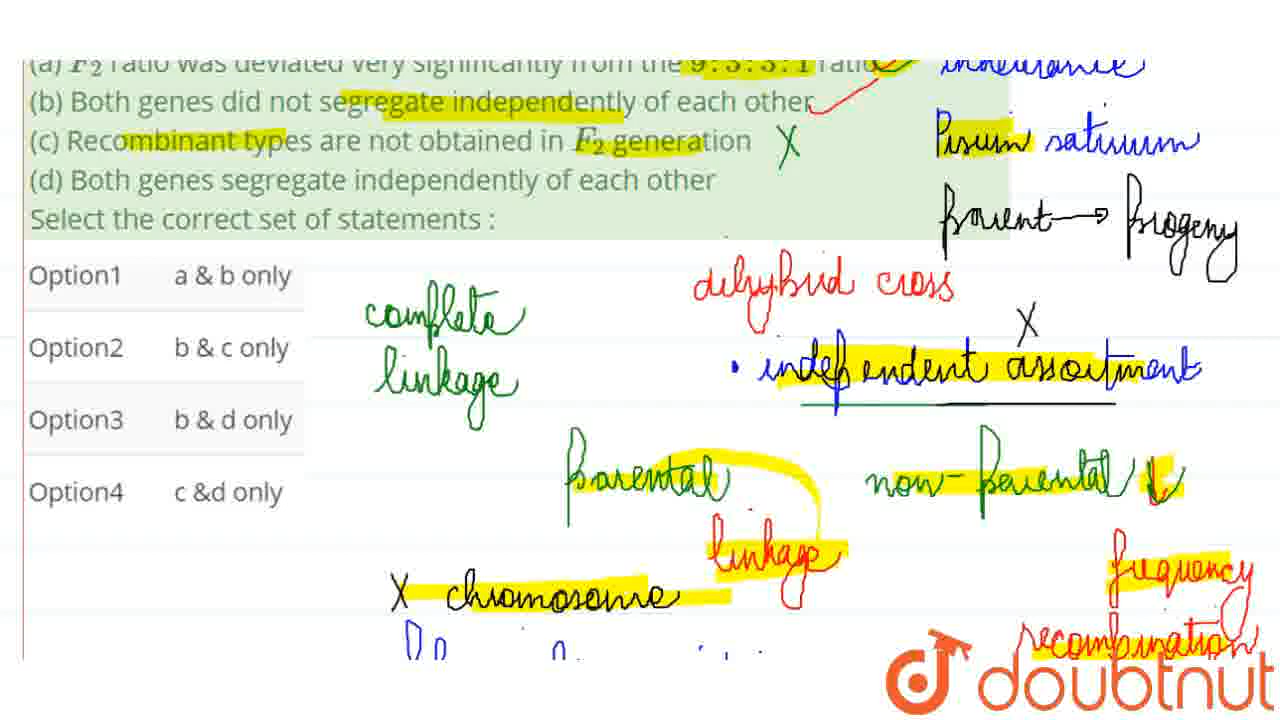 (a) F₂ ratio was deviated very significantly from the 9 : 3 : 3 : 1 ratio
inheritance
(b) Both genes did not segregate independently of each other
(c) Recombinant types are not obtained in F₂ generation X
Pisum sativum
(d) Both genes segregate independently of each other
Parent → Progeny
Select the correct set of statements :
Option1 a & b only
dihybrid cross
complete
linkage
X
Option2 b & c only
• independent assortment
Option3 b & d only
Parental non-Parental ↓
Option4 c &d only
linkage
frequency
X chromosome
recombination
doubtnut